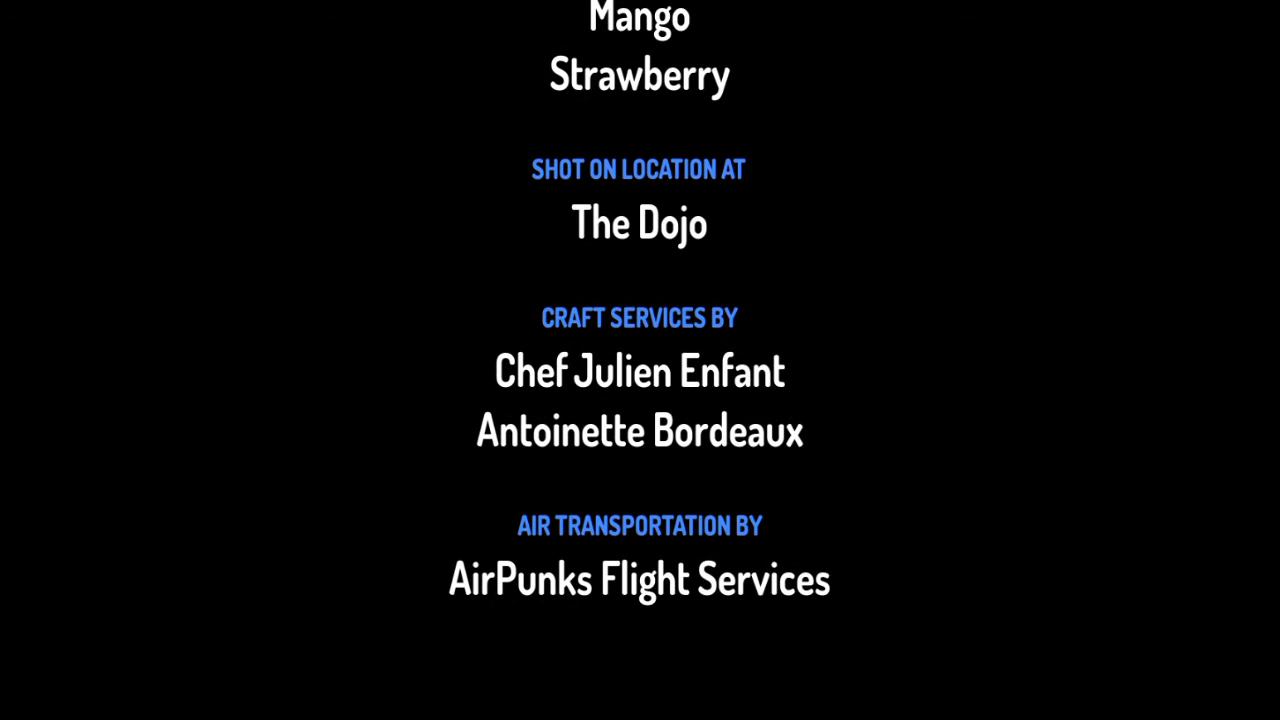 Mango
Strawberry
SHOT ON LOCATION AT
The Dojo
CRAFT SERVICES BY
Chef Julien Enfant
Antoinette Bordeaux
AIR TRANSPORTATION BY
AirPunks Flight Services